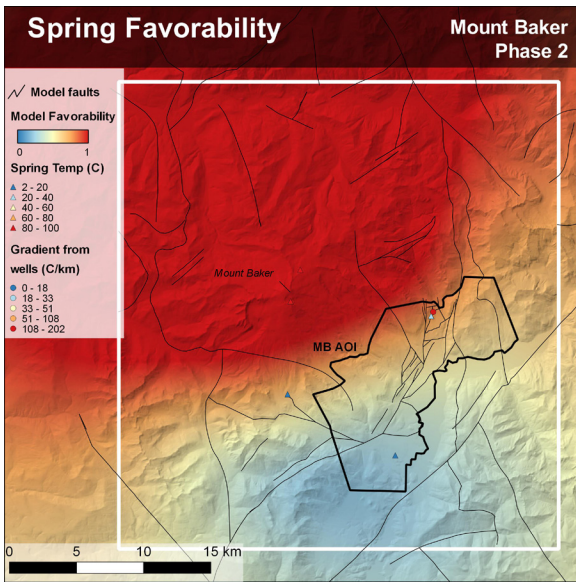 Spring Favorability
Mount Baker
Phase 2
Model faults
Model Favorability
0 1
Spring Temp (C)
2 - 20
20 - 40
40 - 60
60 - 80
80 - 100
Gradient from
wells (C/km)
0 - 18
18 - 33
33 - 51
51 - 108
108 - 202
Mount Baker
MB AOI
0 5 10 15 km